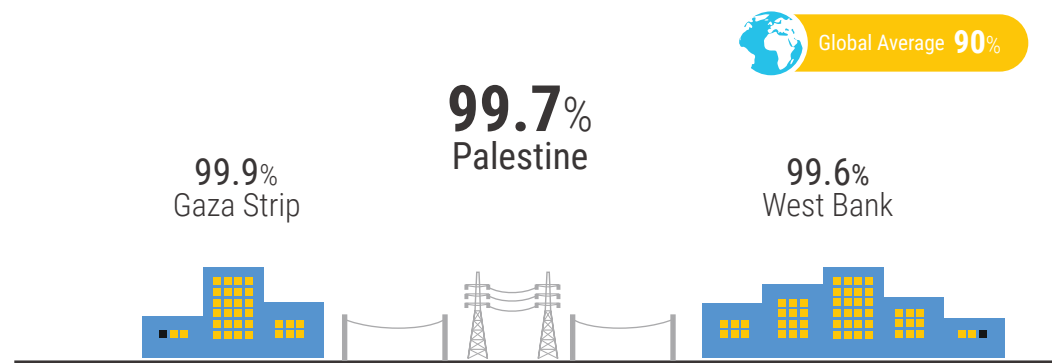 Global Average 90%
99.7%
Palestine
99.9%
Gaza Strip
99.6%
West Bank